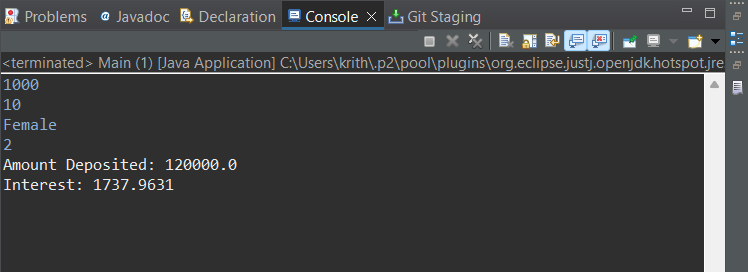 Problems Javadoc Declaration Console Git Staging
<terminated> Main (1) [Java Application] C:\Users\krith\.p2\pool\plugins\org.eclipse.justj.openjdk.hotspot.jre
1000
10
Female
2
Amount Deposited: 120000.0
Interest: 1737.9631